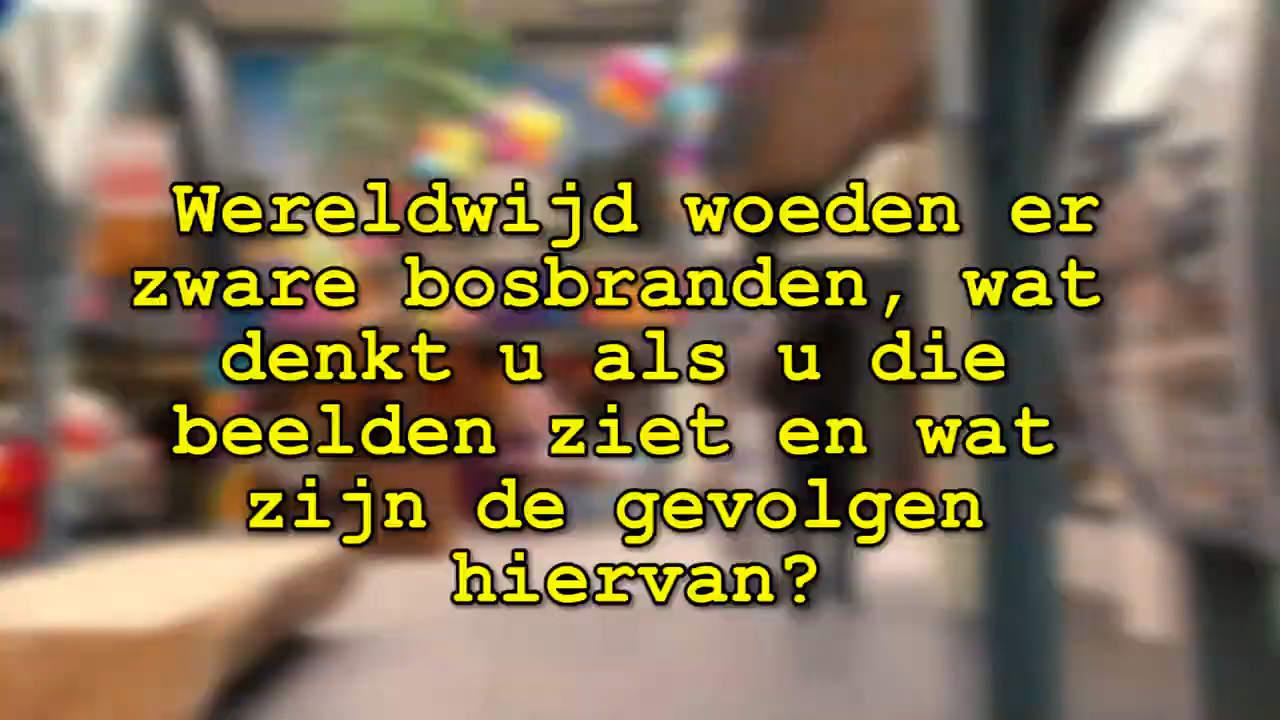 Wereldwijd woeden er
zware bosbranden, wat
denkt u als u die
beelden ziet en wat
zijn de gevolgen
hiervan?